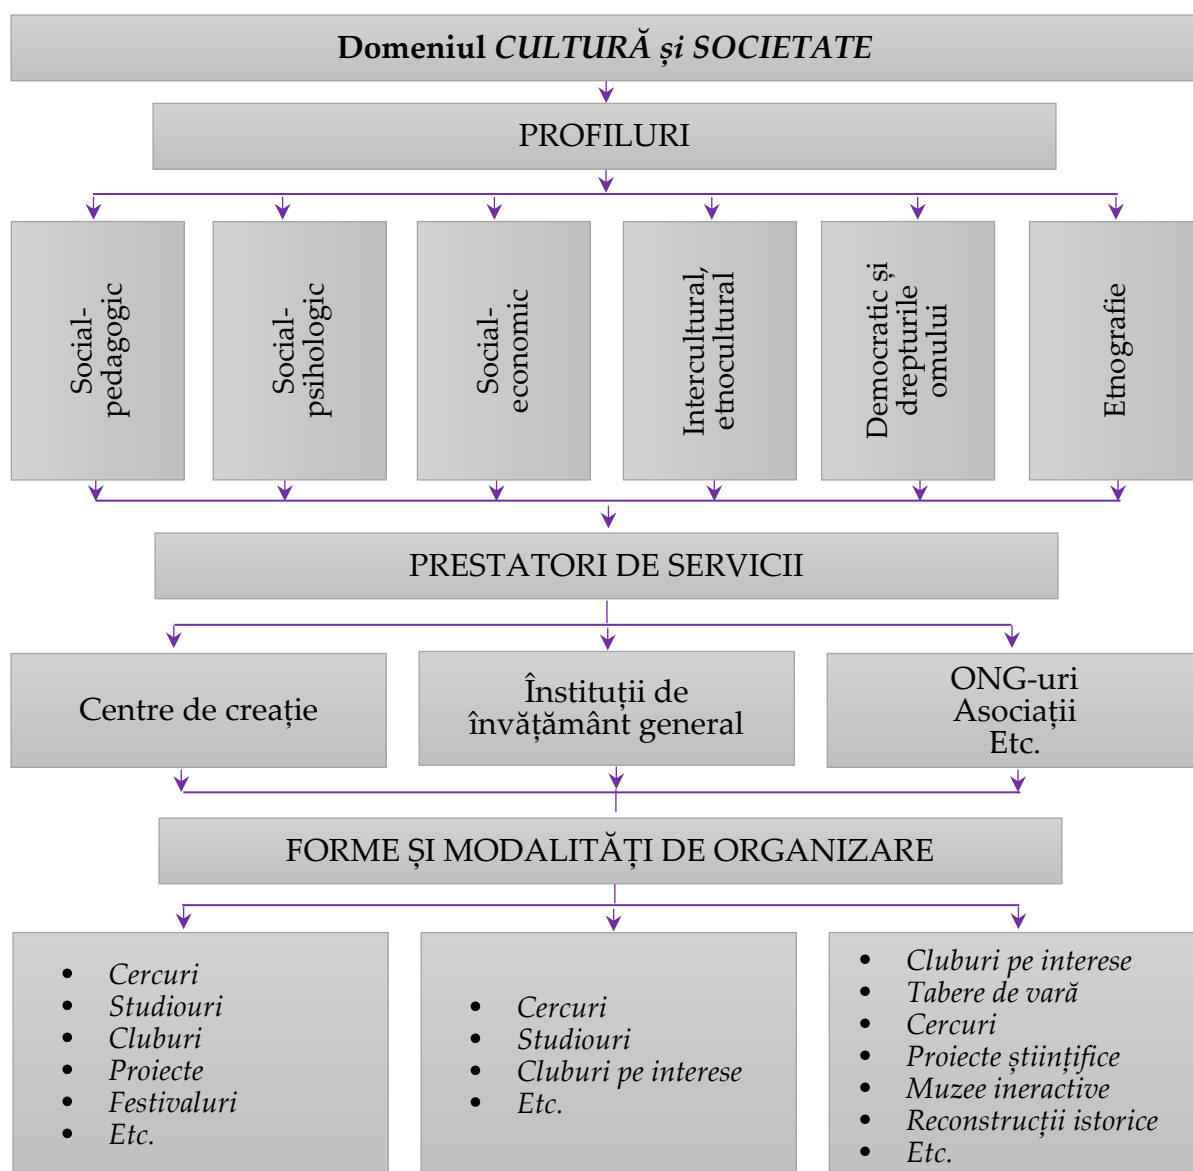 Domeniul CULTURĂ și SOCIETATE
PROFILURI
Social-
pedagogic
Social-
psihologic
Social-
economic
Intercultural,
etnocultural
Democratic și
drepturile
omului
Etnografie
PRESTATORI DE SERVICII
Centre de creație
Înstituții de
învățământ general
ONG-uri
Asociații
Etc.
FORME ȘI MODALITĂȚI DE ORGANIZARE
• Cercuri
• Studiouri
• Cluburi
• Proiecte
• Festivaluri
• Etc.
• Cercuri
• Studiouri
• Cluburi pe interese
• Etc.
• Cluburi pe interese
• Tabere de vară
• Cercuri
• Proiecte științifice
• Muzee ineractive
• Reconstrucții istorice
• Etc.